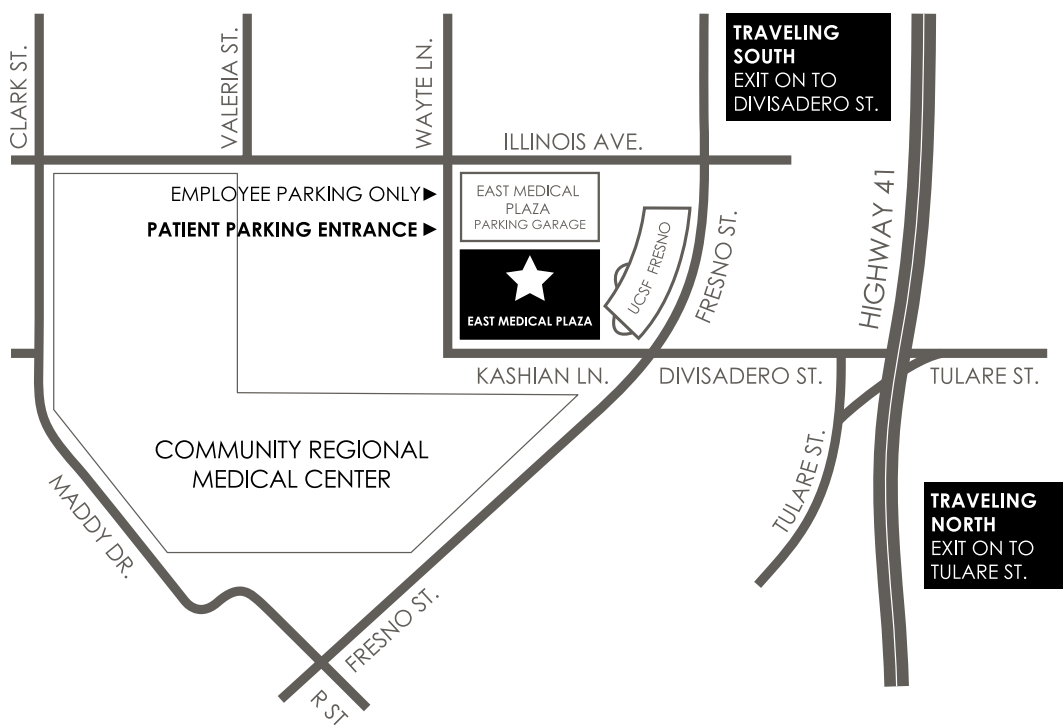 CLARK ST.
VALERIA ST.
WAYTE LN.
TRAVELING
SOUTH
EXIT ON TO
DIVISADERO ST.
ILLINOIS AVE.
EMPLOYEE PARKING ONLY▶
PATIENT PARKING ENTRANCE ▶
EAST MEDICAL
PLAZA
PARKING GARAGE
EAST MEDICAL PLAZA
UCSF FRESNO
FRESNO ST.
HIGHWAY 41
KASHIAN LN.
DIVISADERO ST.
TULARE ST.
COMMUNITY REGIONAL
MEDICAL CENTER
MADDY DR.
TULARE ST.
TRAVELING
NORTH
EXIT ON TO
TULARE ST.
FRESNO ST.
R ST